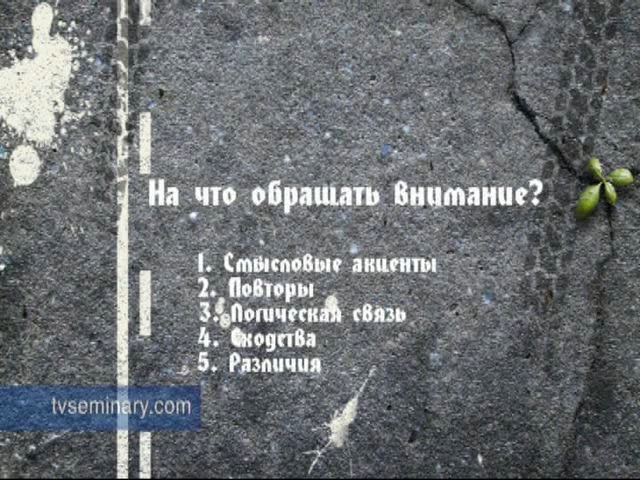 На что обращать внимание?
1. Смысловые акценты
2. Повторы
3. Логическая связь
4. Сходства
5. Различия
tvseminary.com